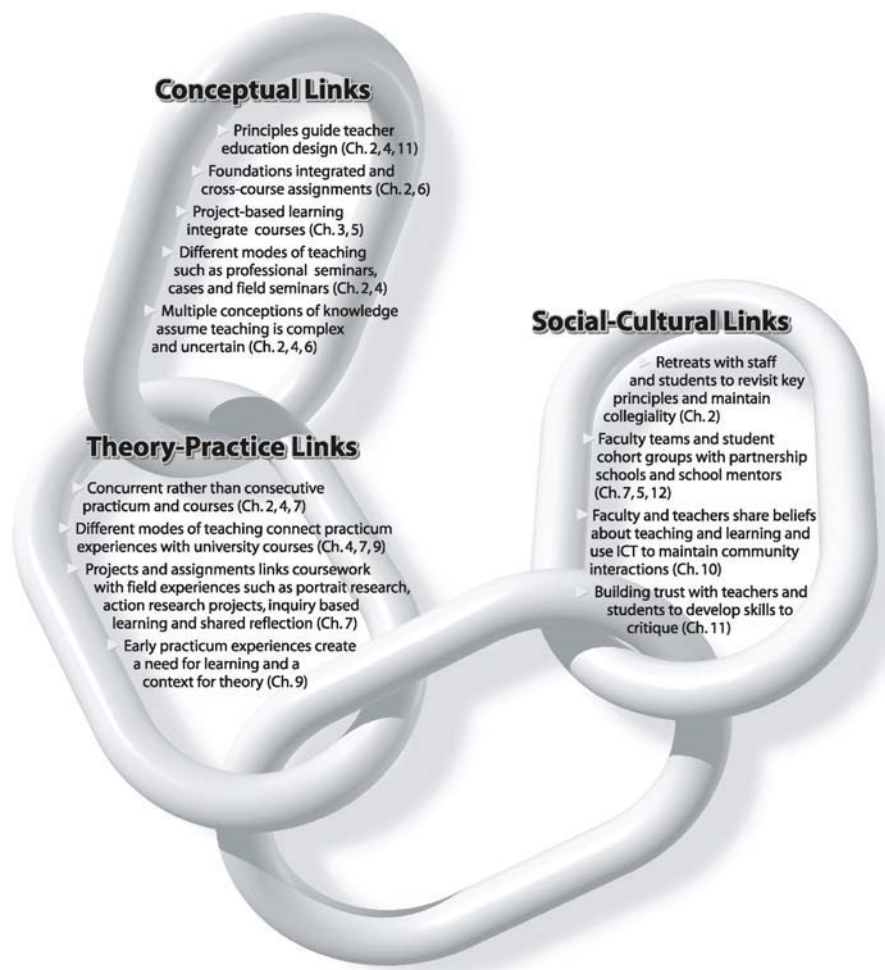 Conceptual Links
Principles guide teacher
education design (Ch. 2, 4, 11)
Foundations integrated and
cross-course assignments (Ch. 2, 6)
Project-based learning
integrate courses (Ch. 3, 5)
Different modes of teaching
such as professional seminars,
cases and field seminars (Ch. 2, 4)
Multiple conceptions of knowledge
assume teaching is complex
and uncertain (Ch. 2, 4, 6)
Theory-Practice Links
Concurrent rather than consecutive
practicum and courses (Ch. 2, 4, 7)
Different modes of teaching connect practicum
experiences with university courses (Ch. 4, 7, 9)
Projects and assignments links coursework
with field experiences such as portrait research,
action research projects, inquiry based
learning and shared reflection (Ch. 7)
Early practicum experiences create
a need for learning and a
context for theory (Ch. 9)
Social-Cultural Links
Retreats with staff
and students to revisit key
principles and maintain
collegiality (Ch. 2)
Faculty teams and student
cohort groups with partnership
schools and school mentors
(Ch. 7, 5, 12)
Faculty and teachers share beliefs
about teaching and learning and
use ICT to maintain community
interactions (Ch. 10)
Building trust with teachers and
students to develop skills to
critique (Ch. 11)